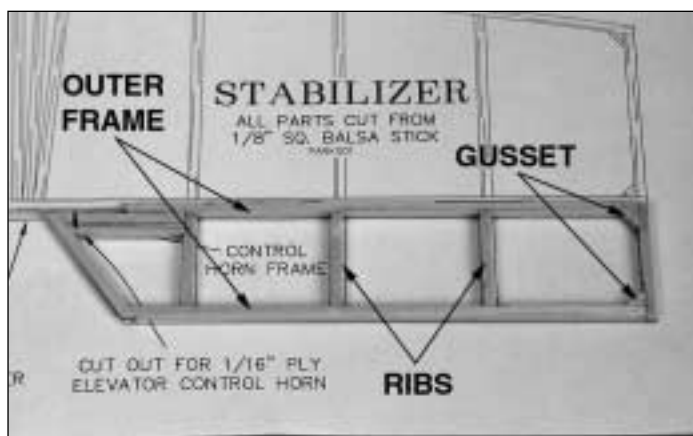 OUTER
FRAME
STABILIZER
ALL PARTS CUT FROM
1/8" SQ. BALSA STICK
GUSSET
CONTROL
HORN FRAME
CUT OUT FOR 1/16" PLY
ELEVATOR CONTROL HORN
RIBS
ER